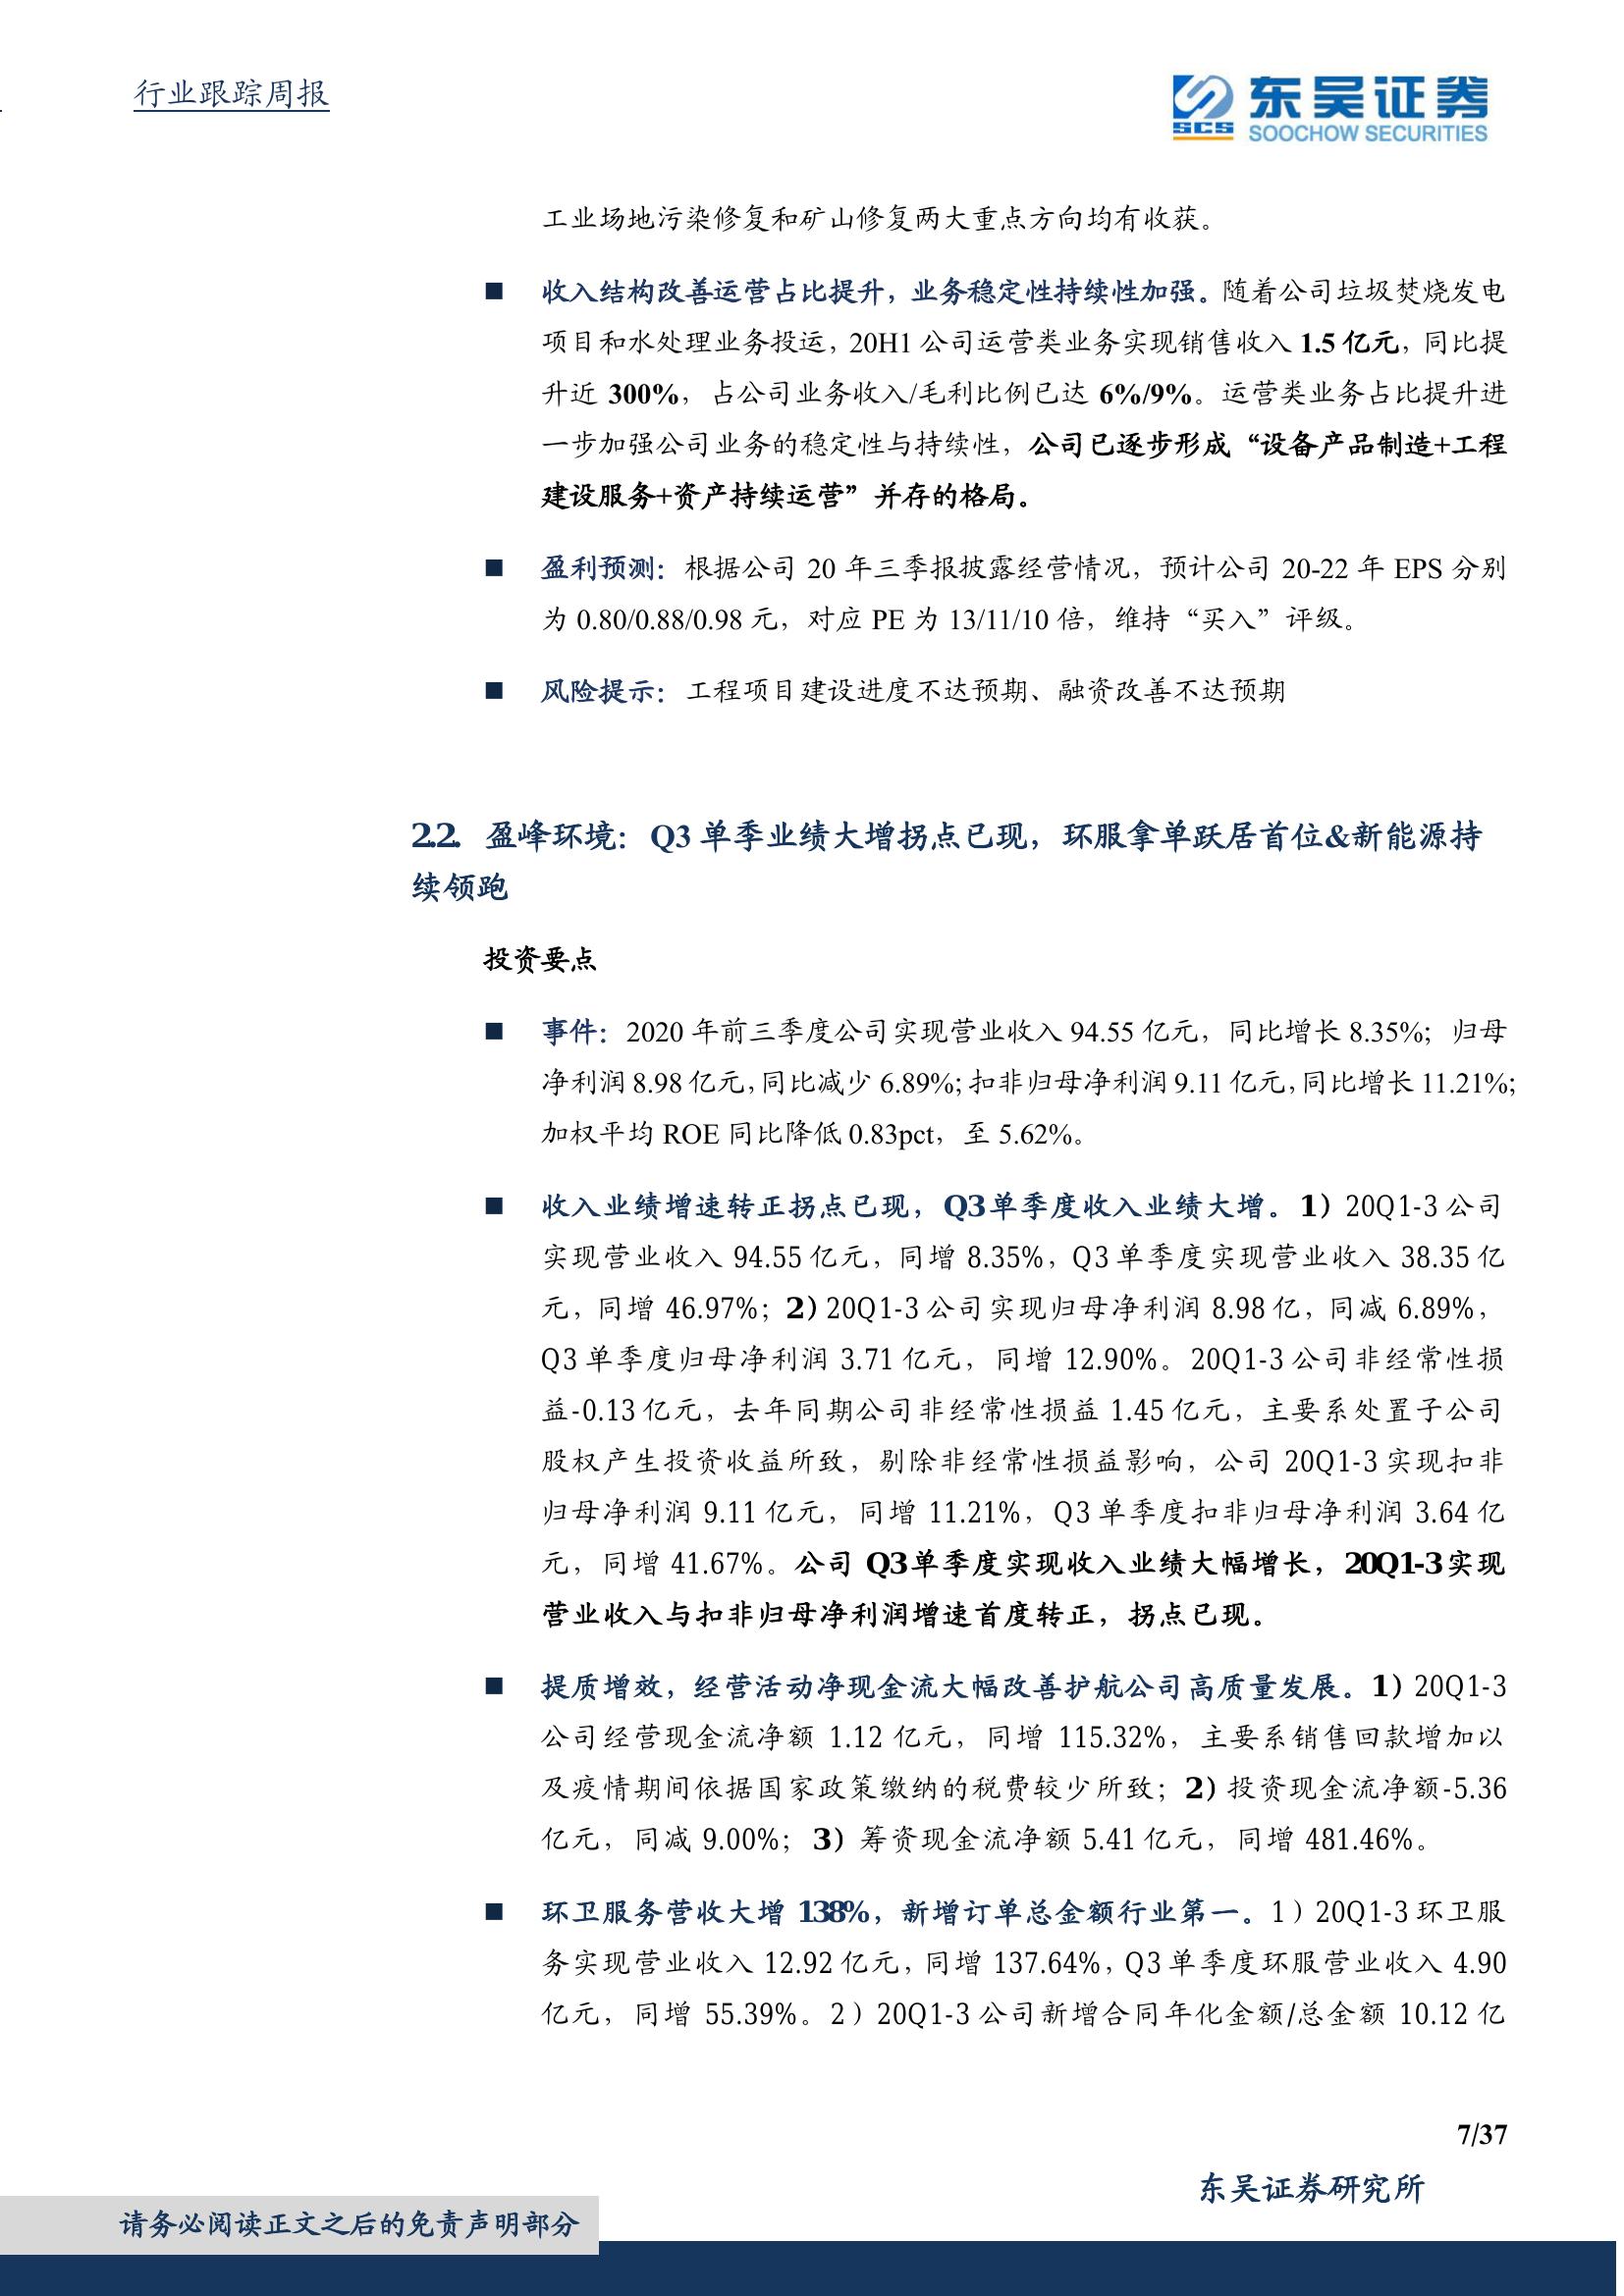 行业跟踪周报
SCS 东吴证券
SOOCHOW SECURITIES
工业场地污染修复和矿山修复两大重点方向均有收获。
■ 收入结构改善运营占比提升，业务稳定性持续性加强。随着公司垃圾焚烧发电
项目和水处理业务投运，20H1 公司运营类业务实现销售收入 1.5 亿元，同比提
升近 300%，占公司业务收入/毛利比例已达 6%/9%。运营类业务占比提升进
一步加强公司业务的稳定性与持续性，公司已逐步形成“设备产品制造+工程
建设服务+资产持续运营”并存的格局。
■ 盈利预测：根据公司 20 年三季报披露经营情况，预计公司 20-22 年 EPS 分别
为 0.80/0.88/0.98 元，对应 PE 为 13/11/10 倍，维持“买入”评级。
■ 风险提示：工程项目建设进度不达预期、融资改善不达预期
2.2. 盈峰环境：Q3 单季业绩大增拐点已现，环服拿单跃居首位&新能源持
续领跑
投资要点
■ 事件：2020 年前三季度公司实现营业收入 94.55 亿元，同比增长 8.35%；归母
净利润 8.98 亿元，同比减少 6.89%；扣非归母净利润 9.11 亿元，同比增长 11.21%；
加权平均 ROE 同比降低 0.83pct，至 5.62%。
■ 收入业绩增速转正拐点已现，Q3 单季度收入业绩大增。1）20Q1-3 公司
实现营业收入 94.55 亿元，同增 8.35%，Q3 单季度实现营业收入 38.35 亿
元，同增 46.97%；2）20Q1-3 公司实现归母净利润 8.98 亿，同减 6.89%，
Q3 单季度归母净利润 3.71 亿元，同增 12.90%。20Q1-3 公司非经常性损
益-0.13 亿元，去年同期公司非经常性损益 1.45 亿元，主要系处置子公司
股权产生投资收益所致，剔除非经常性损益影响，公司 20Q1-3 实现扣非
归母净利润 9.11 亿元，同增 11.21%，Q3 单季度扣非归母净利润 3.64 亿
元，同增 41.67%。公司 Q3 单季度实现收入业绩大幅增长，20Q1-3 实现
营业收入与扣非归母净利润增速首度转正，拐点已现。
■ 提质增效，经营活动净现金流大幅改善护航公司高质量发展。1）20Q1-3
公司经营现金流净额 1.12 亿元，同增 115.32%，主要系销售回款增加以
及疫情期间依据国家政策缴纳的税费较少所致；2）投资现金流净额-5.36
亿元，同减 9.00%；3）筹资现金流净额 5.41 亿元，同增 481.46%。
■ 环卫服务营收大增 138%，新增订单总金额行业第一。1）20Q1-3 环卫服
务实现营业收入 12.92 亿元，同增 137.64%，Q3 单季度环服营业收入 4.90
亿元，同增 55.39%。2）20Q1-3 公司新增合同年化金额/总金额 10.12 亿
7/37
东吴证券研究所
请务必阅读正文之后的免责声明部分